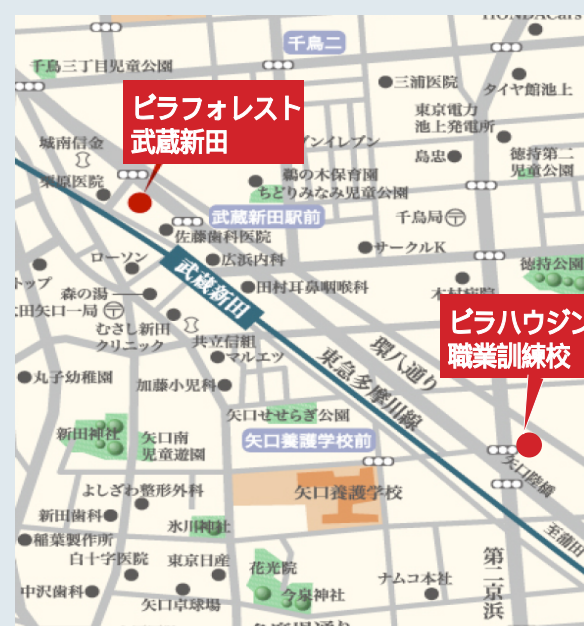 HONDACars
千鳥二
千鳥三丁目児童公園
三浦医院
タイヤ館池上
ビラフォレスト
武蔵新田
東京電力
池上発電所
城南信金
ブンイレブン
島忠
徳持第二
児童公園
栗原医院
鵜の木保育園
ちどりみなみ児童公園
武蔵新田駅前
千鳥局
佐藤歯科医院
サークルK
ローソン
広浜内科
徳持公園
武蔵新田
トップ
森の湯
田村耳鼻咽喉科
木村病院
大田矢口一局
ビラハウジン
職業訓練校
むさし新田
クリニック
共立信組
マルエツ
環八通り
東急多摩川線
丸子幼稚園
加藤小児科
矢口せせらぎ公園
新田神社
矢口南
児童遊園
矢口養護学校前
矢口陸橋
よしざわ整形外科
矢口養護学校
新田歯科
氷川神社
至蒲田
稲葉製作所
白十字医院
東京日産
花光院
第二京浜
ナムコ本社
中沢歯科
矢口卓球場
今泉神社